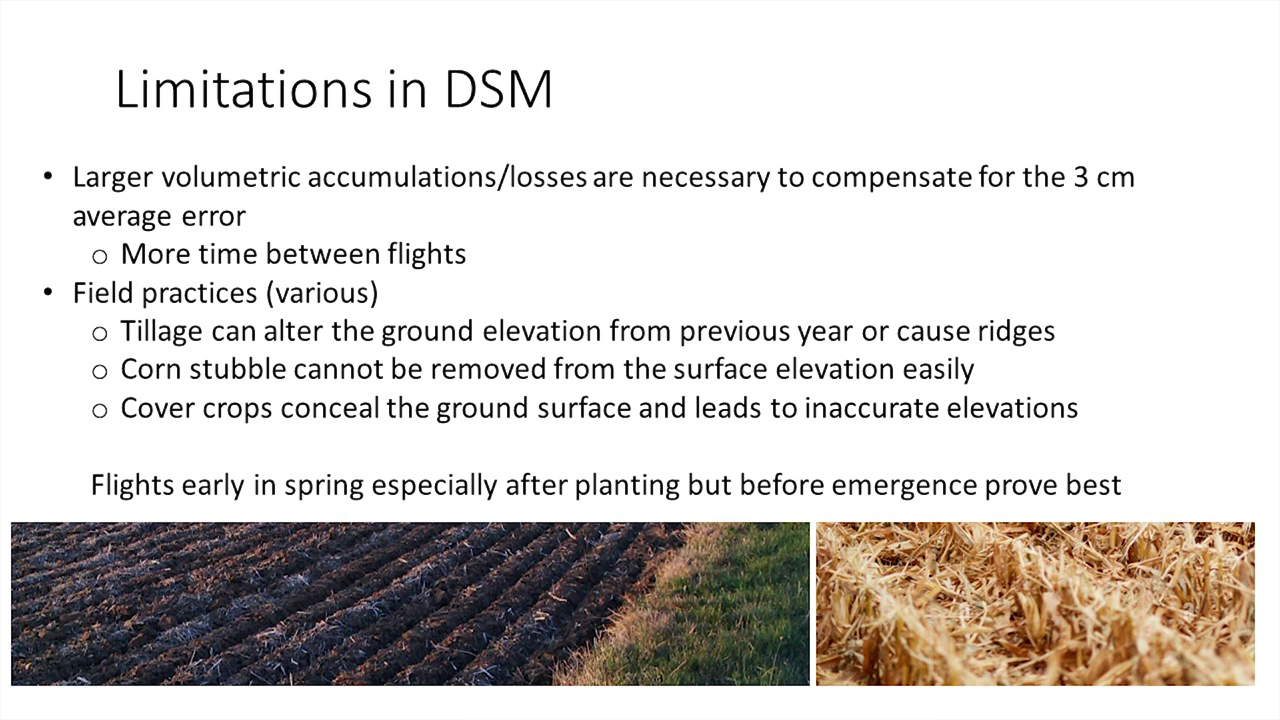 Limitations in DSM
• Larger volumetric accumulations/losses are necessary to compensate for the 3 cm
average error
o More time between flights
• Field practices (various)
o Tillage can alter the ground elevation from previous year or cause ridges
o Corn stubble cannot be removed from the surface elevation easily
o Cover crops conceal the ground surface and leads to inaccurate elevations
Flights early in spring especially after planting but before emergence prove best